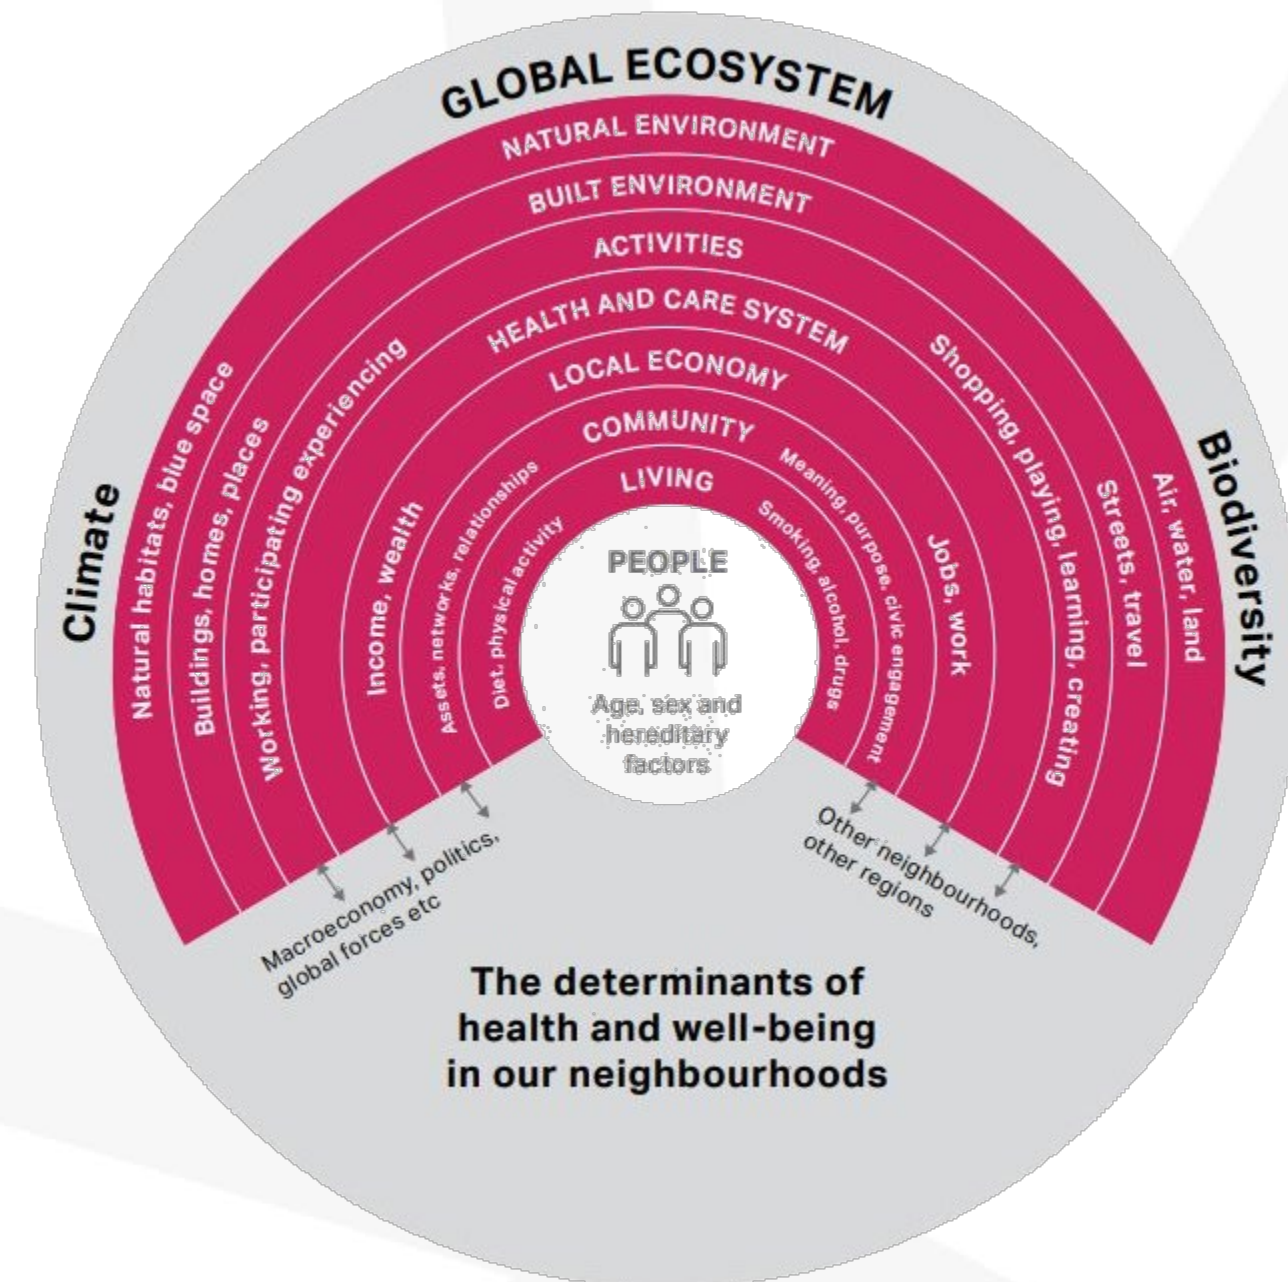 GLOBAL ECOSYSTEM
Climate
Biodiversity
NATURAL ENVIRONMENT
Natural habitats, blue space
Air, water, land
BUILT ENVIRONMENT
Buildings, homes, places
Streets, travel
ACTIVITIES
Working, participating experiencing
Shopping, playing, learning, creating
HEALTH AND CARE SYSTEM
LOCAL ECONOMY
Income, wealth
Jobs, work
COMMUNITY
Assets, networks, relationships
Meaning, purpose, civic engagement
LIVING
Diet, physical activity
Smoking, alcohol, drugs
PEOPLE
Age, sex and
hereditary
factors
Macroeconomy, politics,
global forces etc
Other neighbourhoods,
other regions
The determinants of
health and well-being
in our neighbourhoods